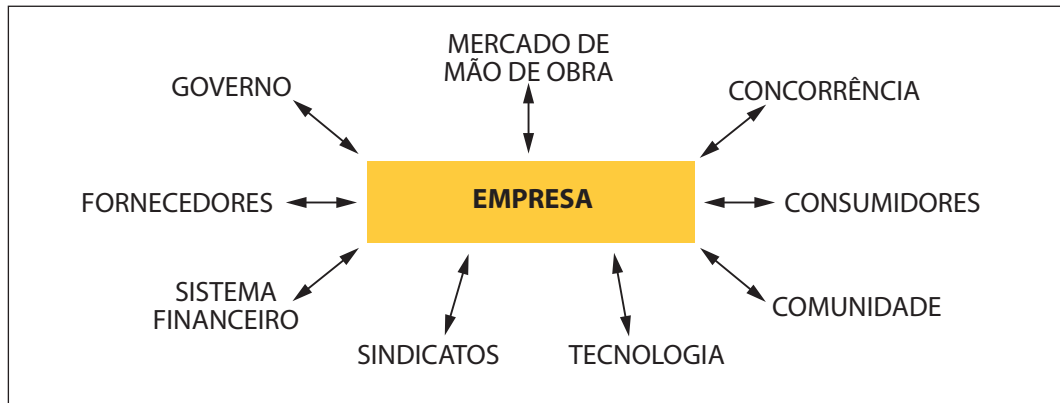 MERCADO DE
MÃO DE OBRA
GOVERNO
CONCORRÊNCIA
FORNECEDORES
EMPRESA
CONSUMIDORES
SISTEMA
FINANCEIRO
COMUNIDADE
SINDICATOS
TECNOLOGIA